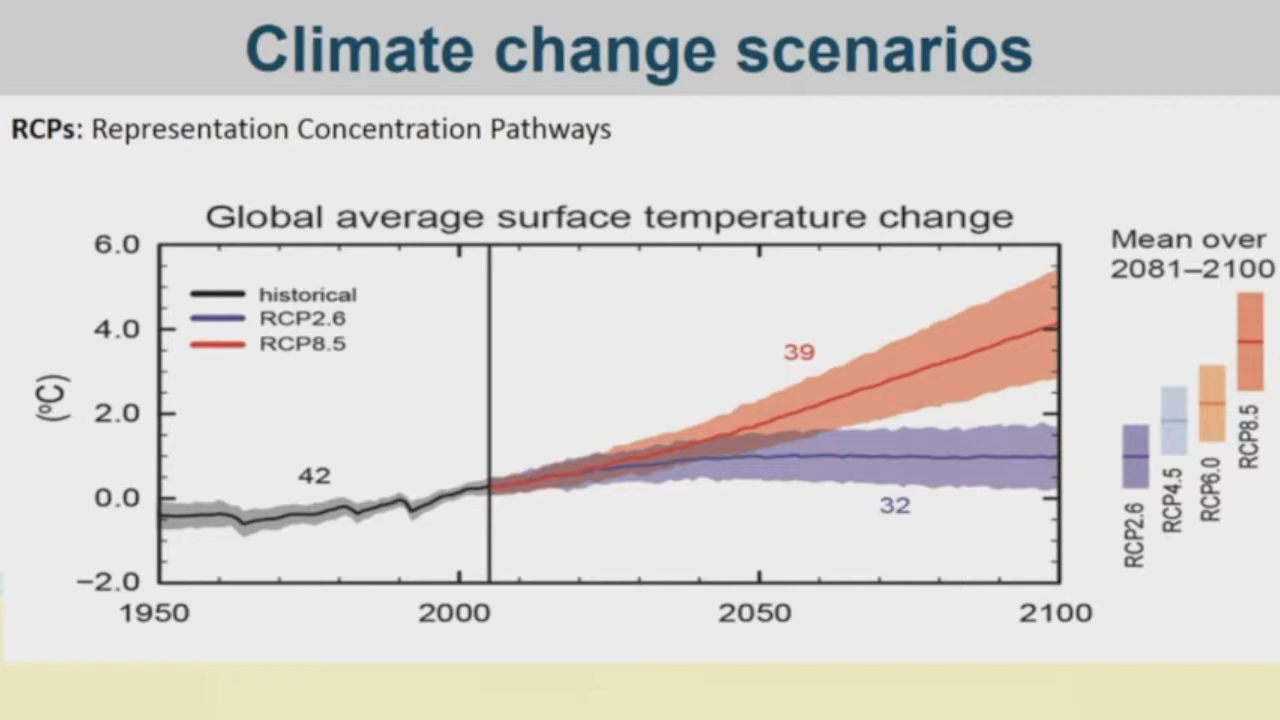 Climate change scenarios
RCPs: Representation Concentration Pathways
Global average surface temperature change
Mean over
2081–2100
6.0
4.0
2.0
0.0
−2.0
(ºC)
historical
RCP2.6
RCP8.5
42
39
32
1950
2000
2050
2100
RCP2.6
RCP4.5
RCP6.0
RCP8.5